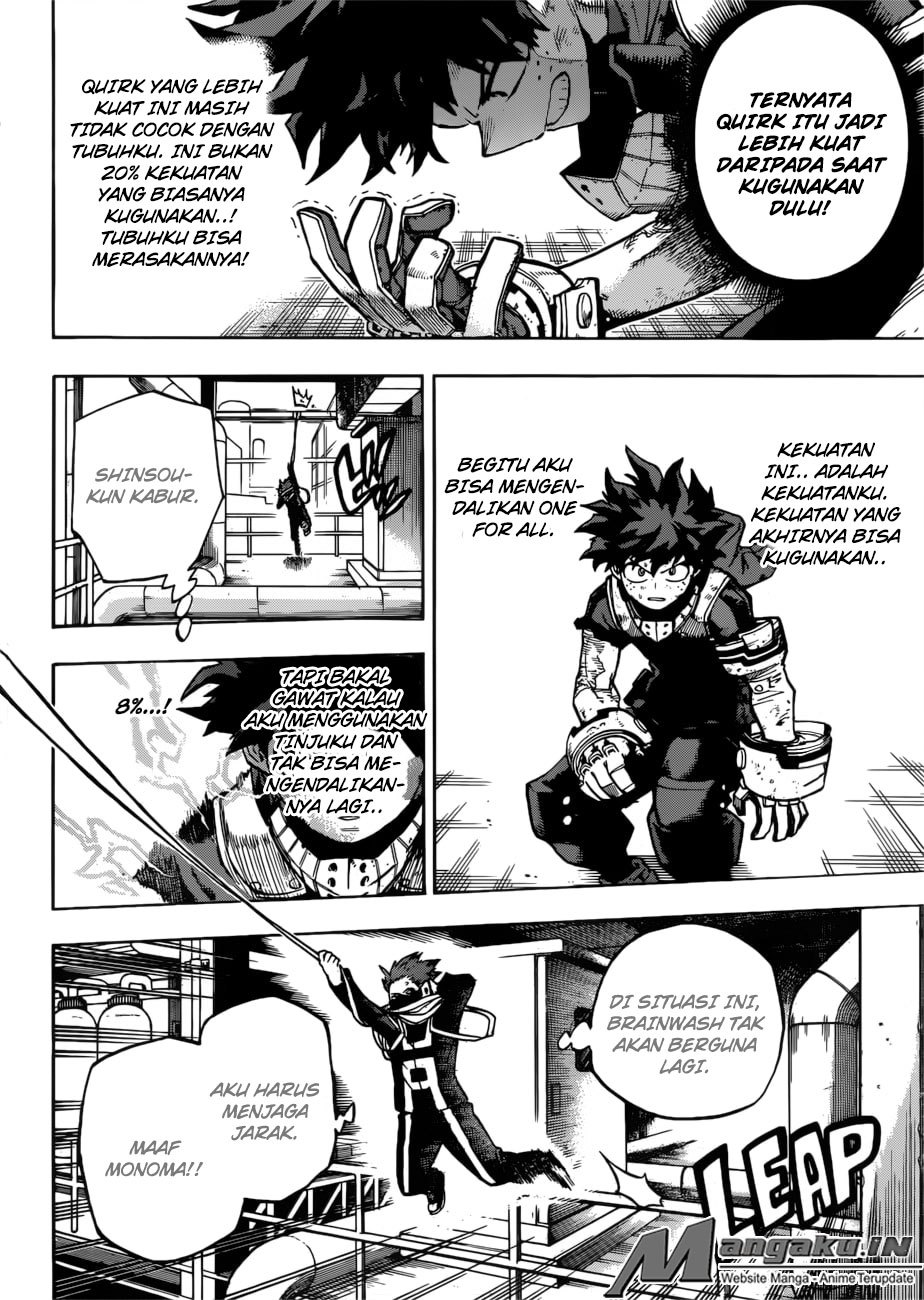 TERNYATA
QUIRK ITU JADI
LEBIH KUAT
DARIPADA SAAT
KUGUNAKAN
DULU!
QUIRK YANG LEBIH
KUAT INI MASIH
TIDAK COCOK DENGAN
TUBUHKU. INI BUKAN
20% KEKUATAN
YANG BIASANYA
KUGUNAKAN..!
TUBUHKU BISA
MERASAKANNYA!
KEKUATAN
INI.. ADALAH
KEKUATANKU.
KEKUATAN YANG
AKHIRNYA BISA
KUGUNAKAN..
BEGITU AKU
BISA MENGEN-
DALIKAN ONE
FOR ALL.
SHINSOU-
KUN KABUR.
TAPI BAKAL
GAWAT KALAU
AKU MENGGUNAKAN
TINJUKU DAN
TAK BISA ME-
NGENDALIKAN-
NYA LAGI..
8%...!
DI SITUASI INI,
BRAINWASH TAK
AKAN BERGUNA
LAGI.
AKU HARUS
MENJAGA
JARAK.
MAAF
MONOMA!!
LEAP
Mangaku.iN
Website Manga - Anime Terupdate